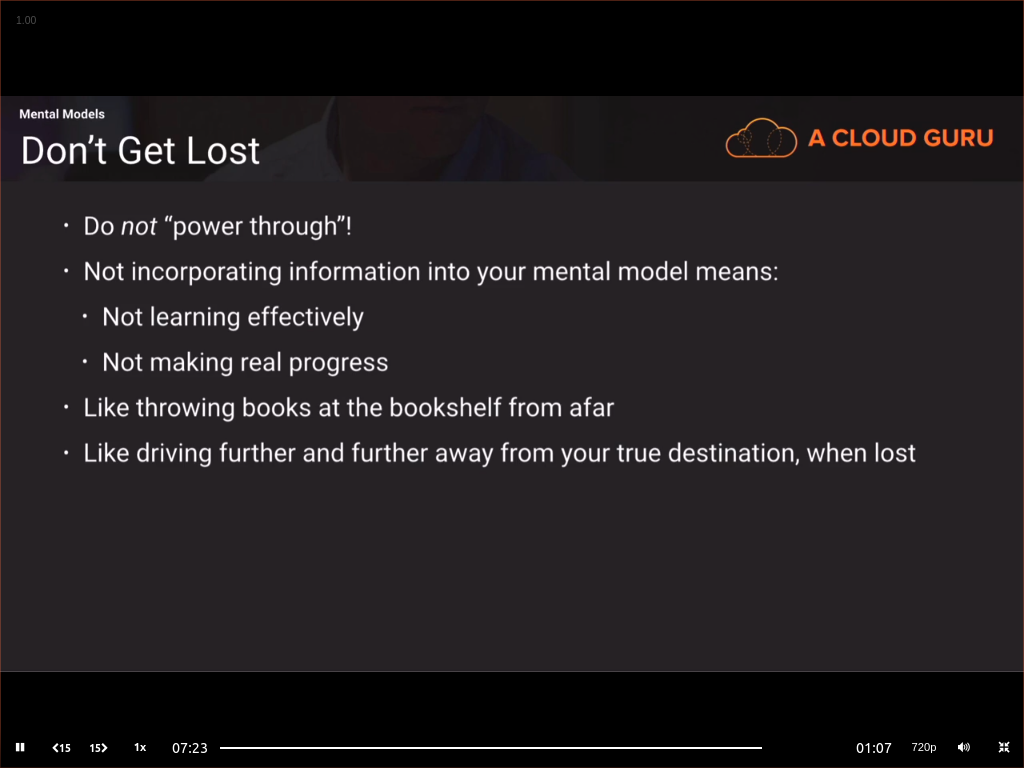 1.00
Mental Models
Don’t Get Lost
A CLOUD GURU
• Do not “power through”!
• Not incorporating information into your mental model means:
• Not learning effectively
• Not making real progress
• Like throwing books at the bookshelf from afar
• Like driving further and further away from your true destination, when lost
15 15 1x 07:23 01:07 720p